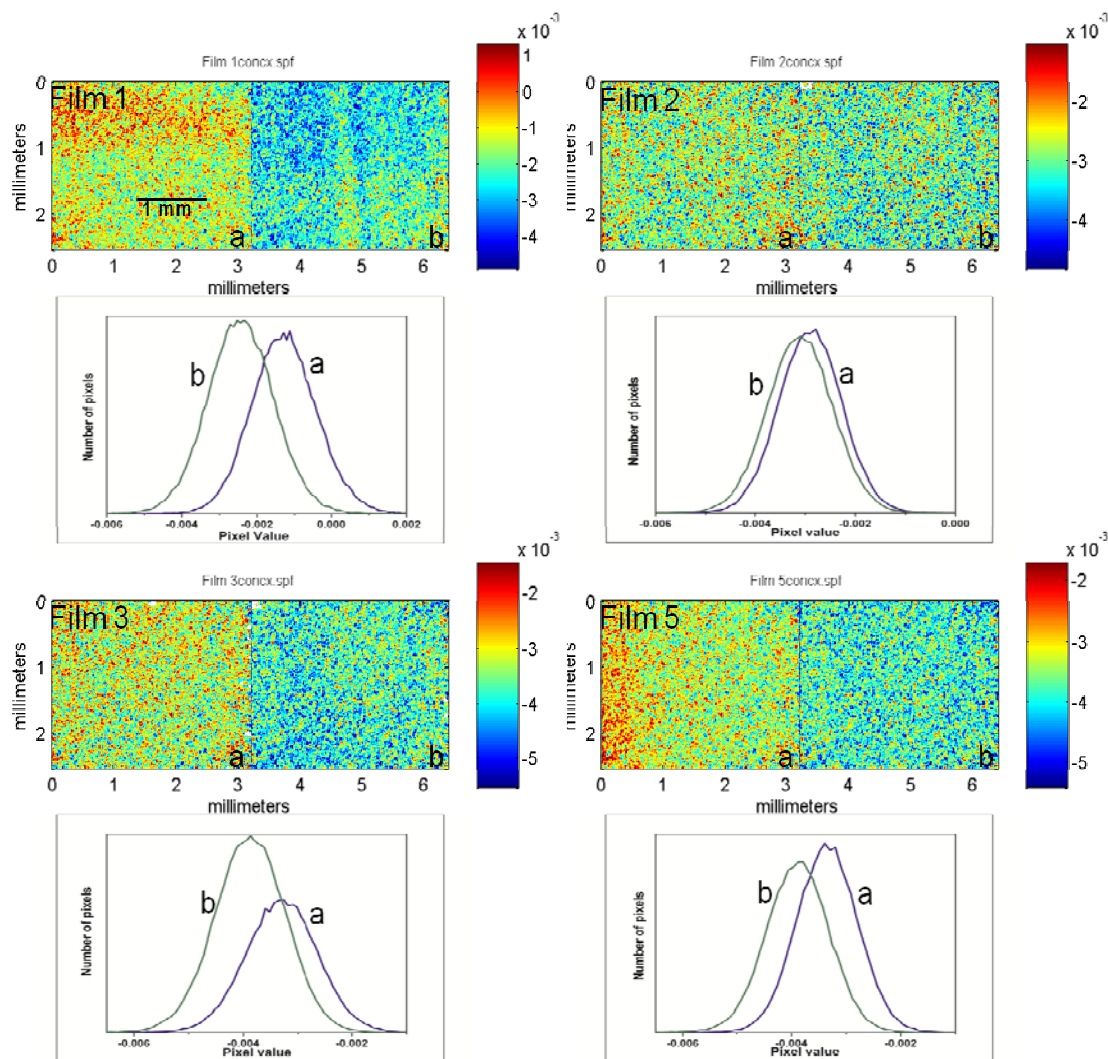 x 10-3
x 10-3
Film 1concx.spf
Film 2concx.spf
Film 1
Film 2
0
1
2
millimeters
1 mm
a
b
0 1 2 3 4 5 6
millimeters
1
0
-1
-2
-3
-4
0
1
2
millimeters
a
b
0 1 2 3 4 5 6
millimeters
-2
-3
-4
b
a
Number of pixels
-0.006 -0.004 -0.002 0.000 0.002
Pixel Value
b
a
Number of pixels
-0.006 -0.004 -0.002 0.000
Pixel value
x 10-3
x 10-3
Film 3concx.spf
Film 5concx.spf
Film 3
Film 5
0
1
2
millimeters
a
b
0 1 2 3 4 5 6
millimeters
-2
-3
-4
-5
0
1
2
millimeters
a
b
0 1 2 3 4 5 6
millimeters
-2
-3
-4
-5
b
a
Number of pixels
-0.006 -0.004 -0.002
Pixel Value
b
a
Number of pixels
-0.006 -0.004 -0.002
Pixel value